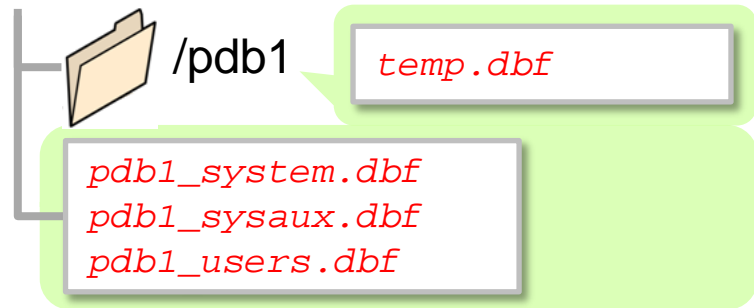 /pdb1
temp.dbf
pdb1_system.dbf
pdb1_sysaux.dbf
pdb1_users.dbf